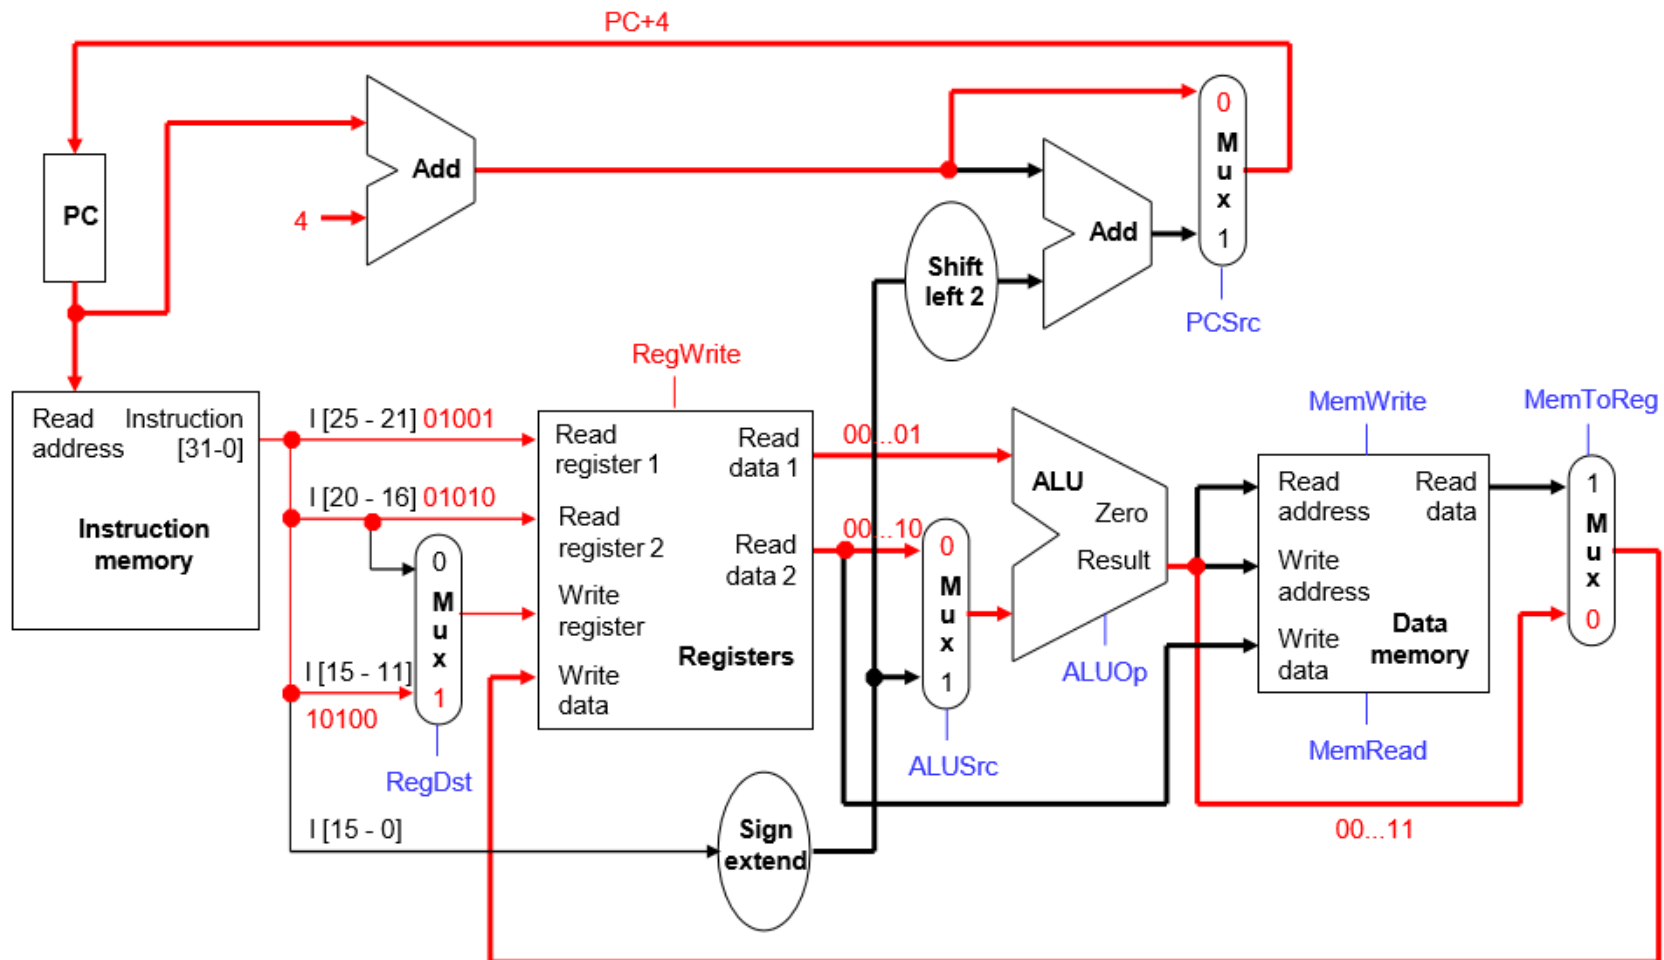 PC+4
0
M
u
x
1
Add
PC
4
Add
Shift
left 2
PCSrc
RegWrite
MemWrite
MemToReg
Read
address
Instruction
[31-0]
Instruction
memory
I [25 - 21] 01001
I [20 - 16] 01010
I [15 - 11]
10100
I [15 - 0]
0
M
u
x
1
RegDst
Read
register 1
Read
register 2
Write
register
Write
data
Read
data 1
Read
data 2
Registers
Sign
extend
00...01
00...10
0
M
u
x
1
ALUSrc
ALU
Zero
Result
ALUOp
Read
address
Write
address
Write
data
Read
data
Data
memory
MemRead
1
M
u
x
0
00...11